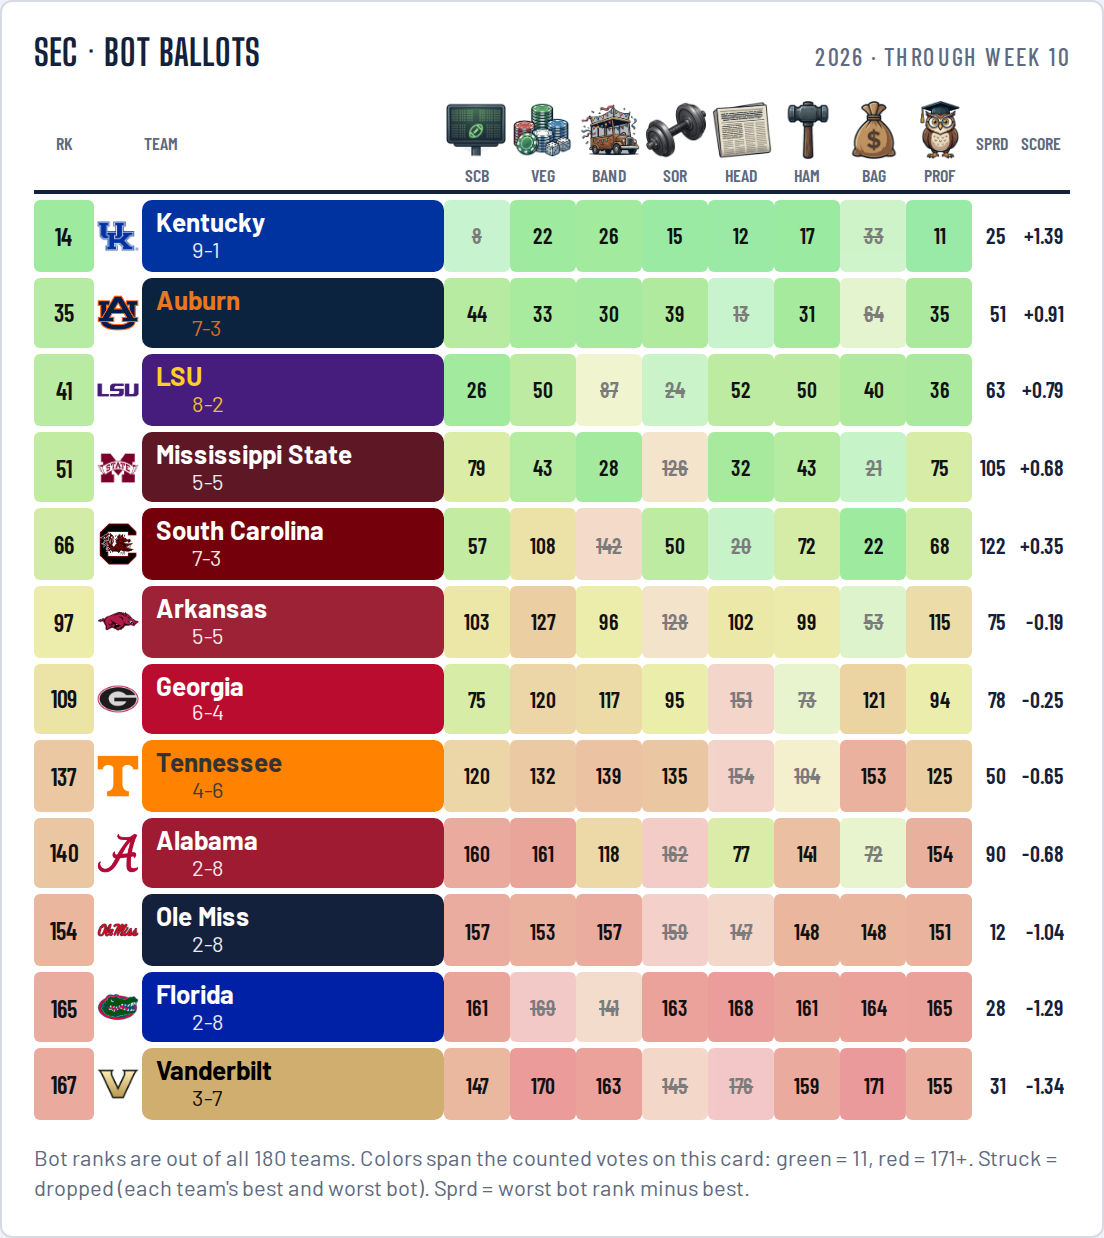 SEC · BOT BALLOTS
2026 · THROUGH WEEK 10
RK TEAM SCB VEG BAND SOR HEAD HAM BAG PROF SPRD SCORE
14 UK Kentucky 8 22 26 15 12 17 33 11 25 +1.39
9-1
35 AU Auburn 44 33 30 39 13 31 64 35 51 +0.91
7-3
41 LSU LSU 26 50 87 24 52 50 40 36 63 +0.79
8-2
51 M STATE Mississippi State 79 43 28 126 32 43 21 75 105 +0.68
5-5
66 C South Carolina 57 108 142 50 20 72 22 68 122 +0.35
7-3
97 Arkansas 103 127 96 128 102 99 53 115 75 -0.19
5-5
109 G Georgia 75 120 117 95 151 73 121 94 78 -0.25
6-4
137 T Tennessee 120 132 139 135 154 104 153 125 50 -0.65
4-6
140 A Alabama 160 161 118 162 77 141 72 154 90 -0.68
2-8
154 Ole Miss Ole Miss 157 153 157 159 147 148 148 151 12 -1.04
2-8
165 Florida 161 169 141 163 168 161 164 165 28 -1.29
2-8
167 V Vanderbilt 147 170 163 145 176 159 171 155 31 -1.34
3-7
Bot ranks are out of all 180 teams. Colors span the counted votes on this card: green = 11, red = 171+. Struck =
dropped (each team's best and worst bot). Sprd = worst bot rank minus best.